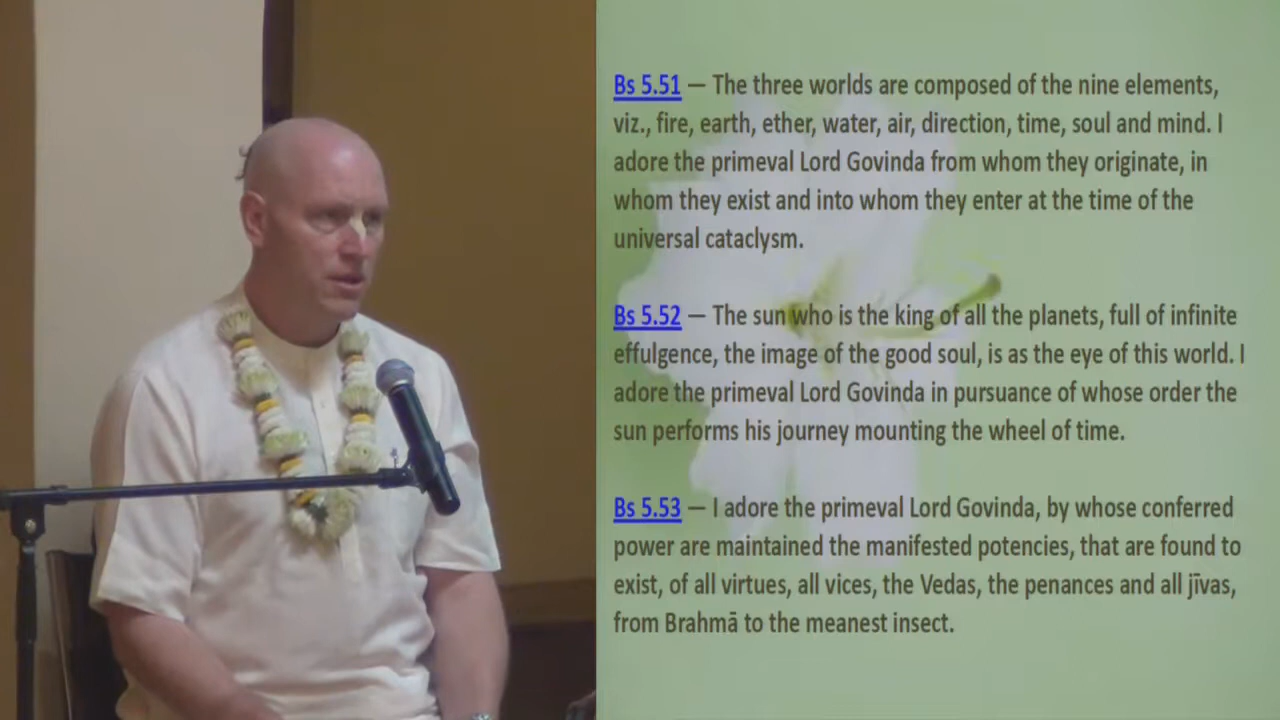 Bs 5.51 — The three worlds are composed of the nine elements,
viz., fire, earth, ether, water, air, direction, time, soul and mind. I
adore the primeval Lord Govinda from whom they originate, in
whom they exist and into whom they enter at the time of the
universal cataclysm.
Bs 5.52 — The sun who is the king of all the planets, full of infinite
effulgence, the image of the good soul, is as the eye of this world. I
adore the primeval Lord Govinda in pursuance of whose order the
sun performs his journey mounting the wheel of time.
Bs 5.53 — I adore the primeval Lord Govinda, by whose conferred
power are maintained the manifested potencies, that are found to
exist, of all virtues, all vices, the Vedas, the penances and all jīvas,
from Brahmā to the meanest insect.